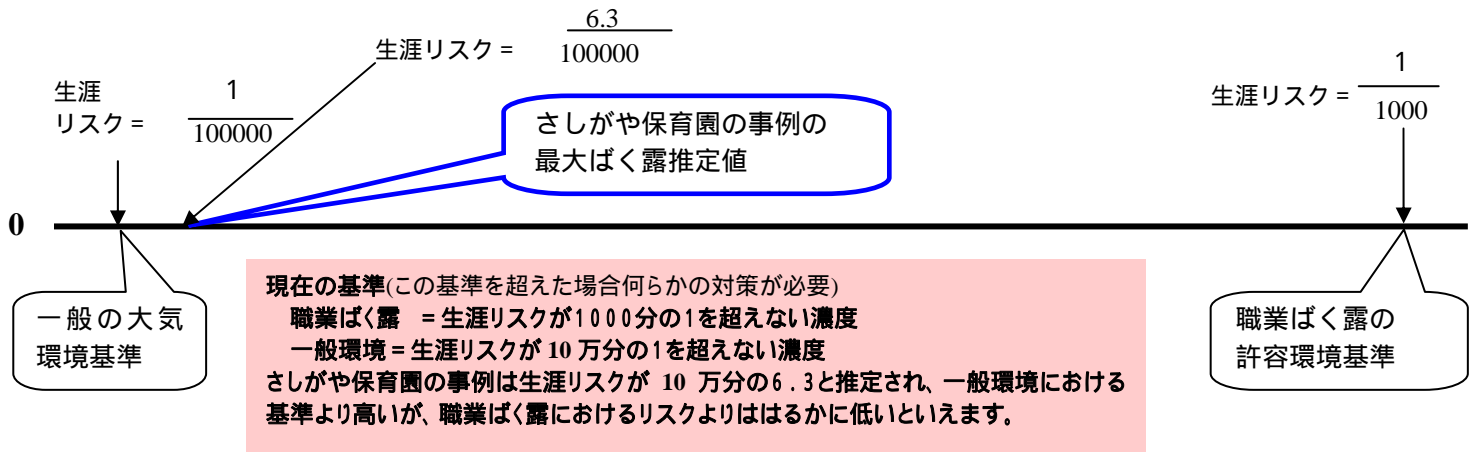 6.3
生涯リスク =
100000
生涯
リスク =
1
100000
さしがや保育園の事例の
最大ばく露推定値
1
生涯リスク =
1000
0
一般の大気
環境基準
現在の基準(この基準を超えた場合何らかの対策が必要)
職業ばく露 = 生涯リスクが1000分の1を超えない濃度
一般環境 = 生涯リスクが 10 万分の1を超えない濃度
さしがや保育園の事例は生涯リスクが 10 万分の6.3と推定され、一般環境における
基準より高いが、職業ばく露におけるリスクよりははるかに低いといえます。
職業ばく露の
許容環境基準